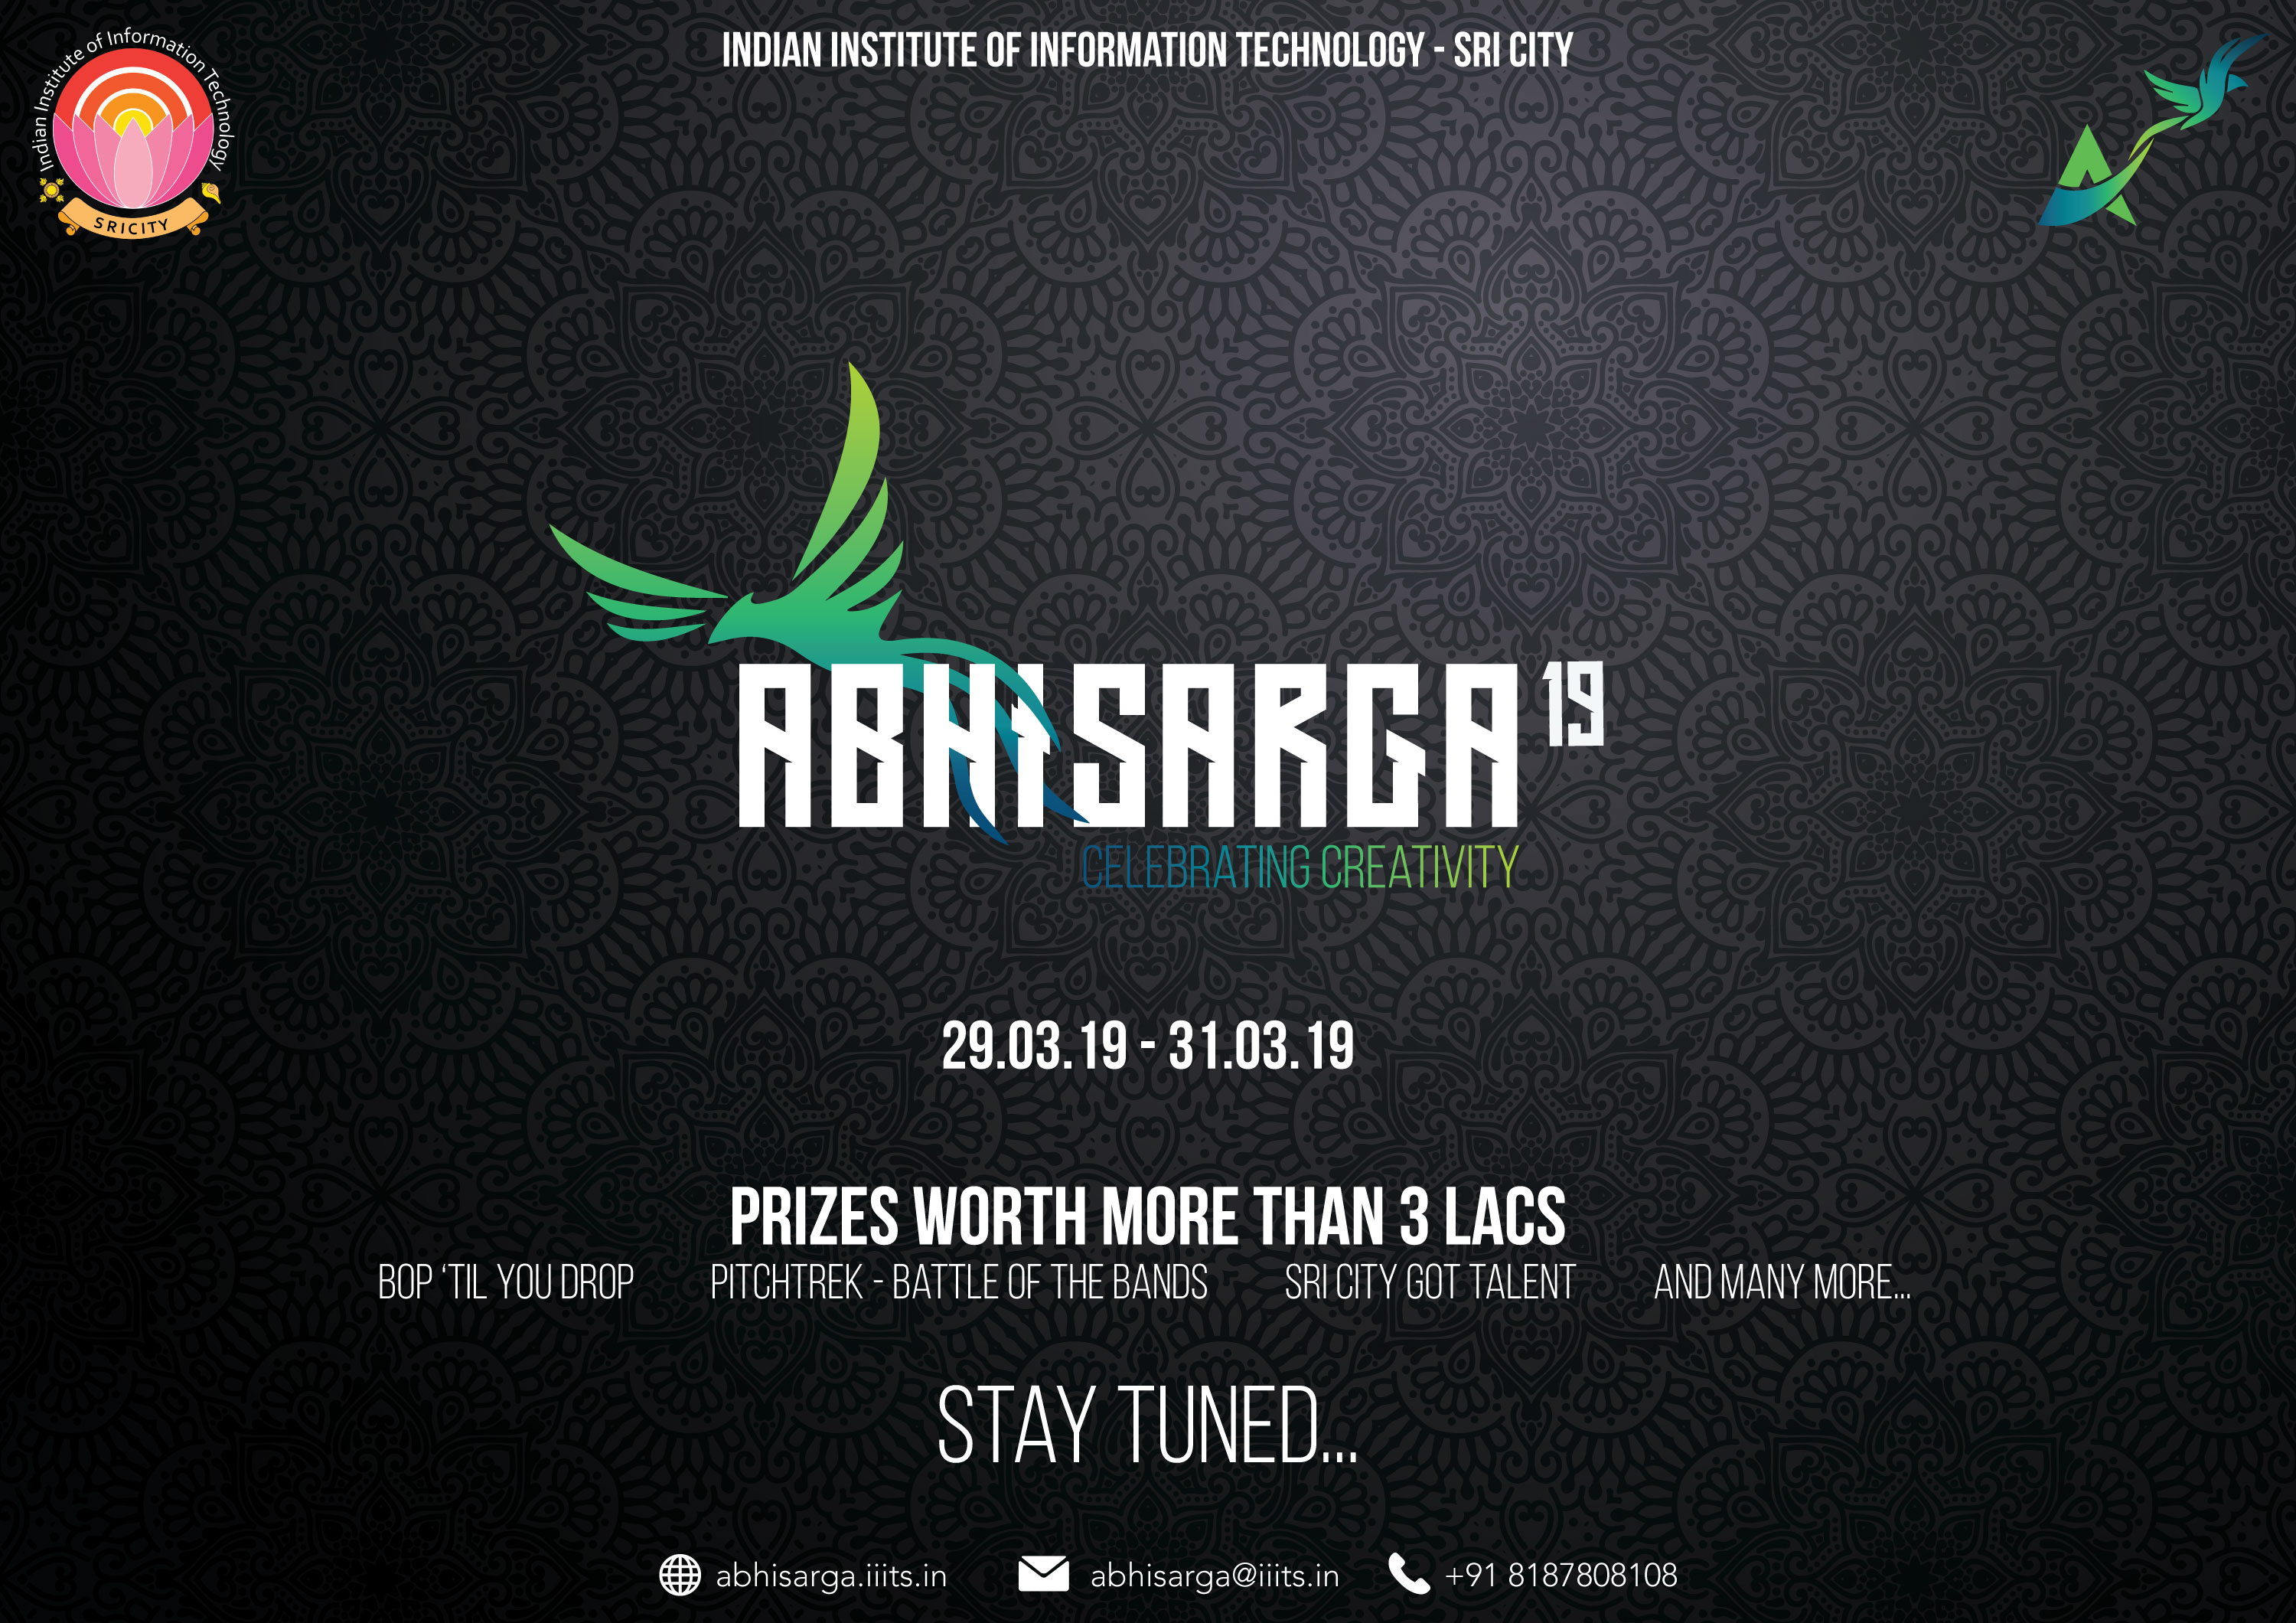 INDIAN INSTITUTE OF INFORMATION TECHNOLOGY - SRI CITY
Indian Institute of Information Technology
SRICITY
ABHISARGA 19
CELEBRATING CREATIVITY
29.03.19 - 31.03.19
PRIZES WORTH MORE THAN 3 LACS
BOP ‘TIL YOU DROP PITCHTREK - BATTLE OF THE BANDS SRI CITY GOT TALENT AND MANY MORE...
STAY TUNED...
abhisarga.iiits.in abhisarga@iiits.in +91 8187808108